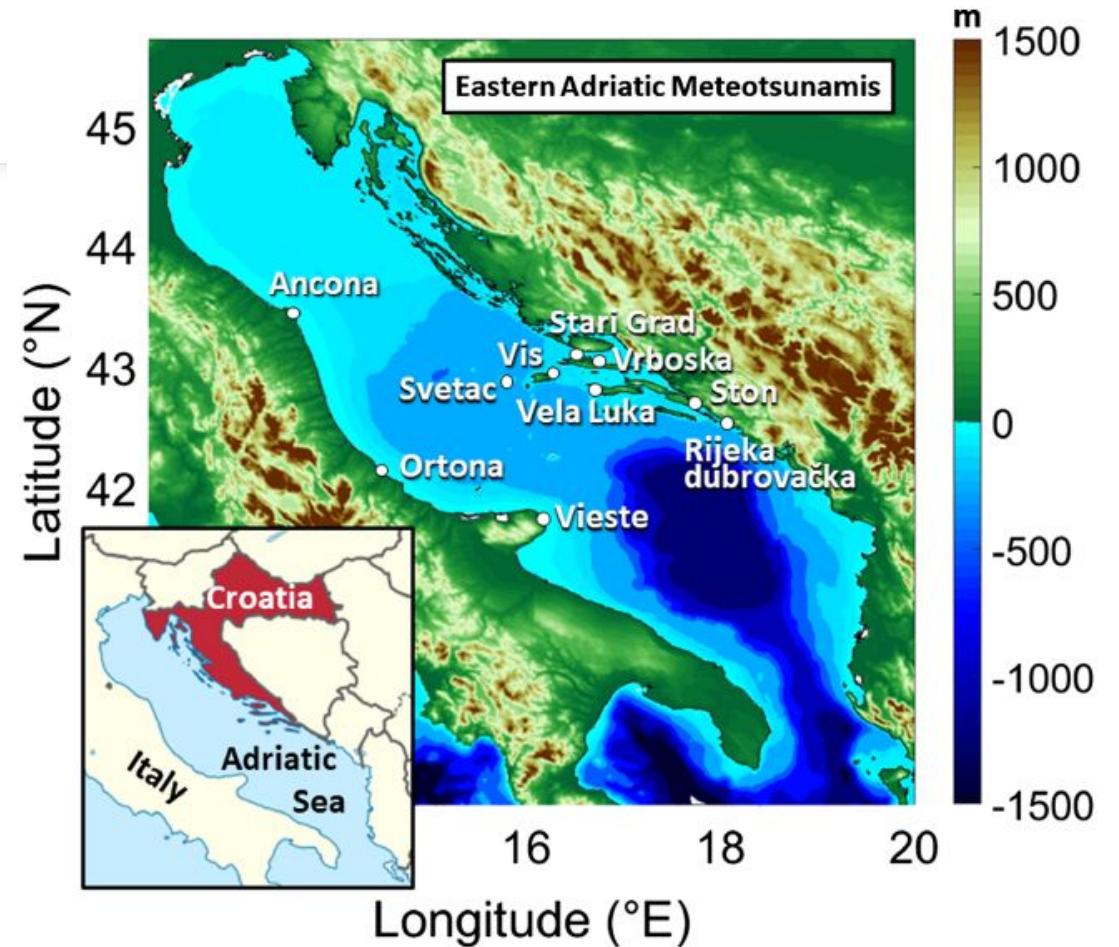 m
Eastern Adriatic Meteotsunamis
1500
1000
500
0
-500
-1000
-1500
45
44
43
42
Latitude (°N)
Ancona
Stari Grad
Vis
Vrboska
Svetac
Ston
Vela Luka
Rijeka
dubrovačka
Ortona
Vieste
Croatia
Adriatic
Sea
Italy
16
18
20
Longitude (°E)